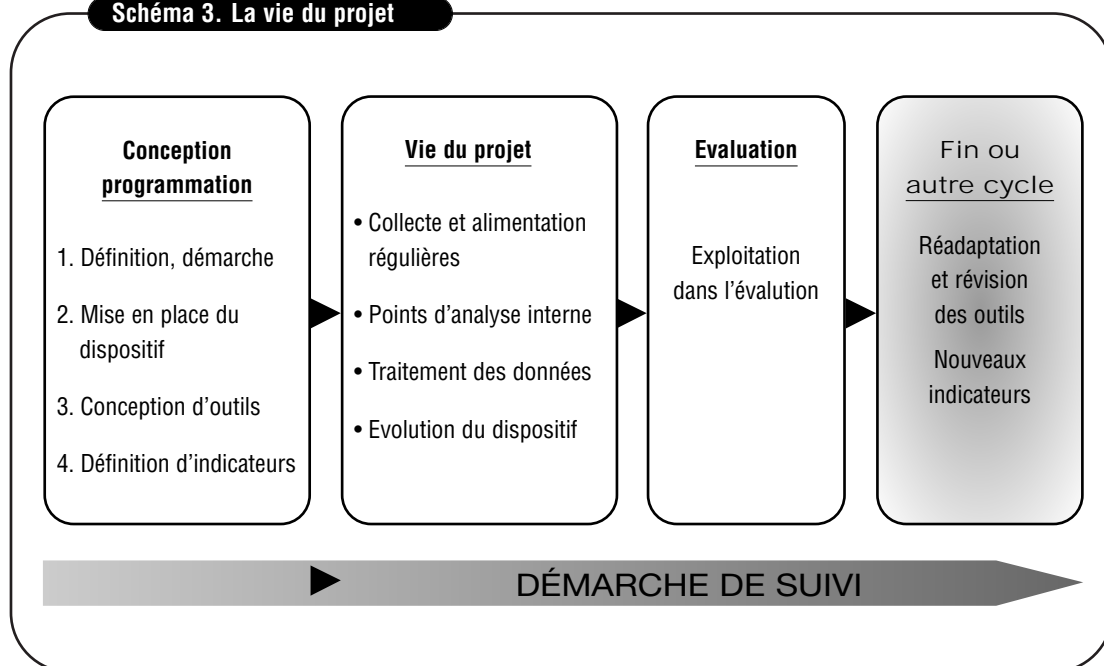 Schéma 3. La vie du projet
Conception
programmation
1. Définition, démarche
2. Mise en place du
dispositif
3. Conception d'outils
4. Définition d'indicateurs
Vie du projet
• Collecte et alimentation
régulières
• Points d'analyse interne
• Traitement des données
• Evolution du dispositif
Evaluation
Exploitation
dans l'évalution
Fin ou
autre cycle
Réadaptation
et révision
des outils
Nouveaux
indicateurs
DÉMARCHE DE SUIVI